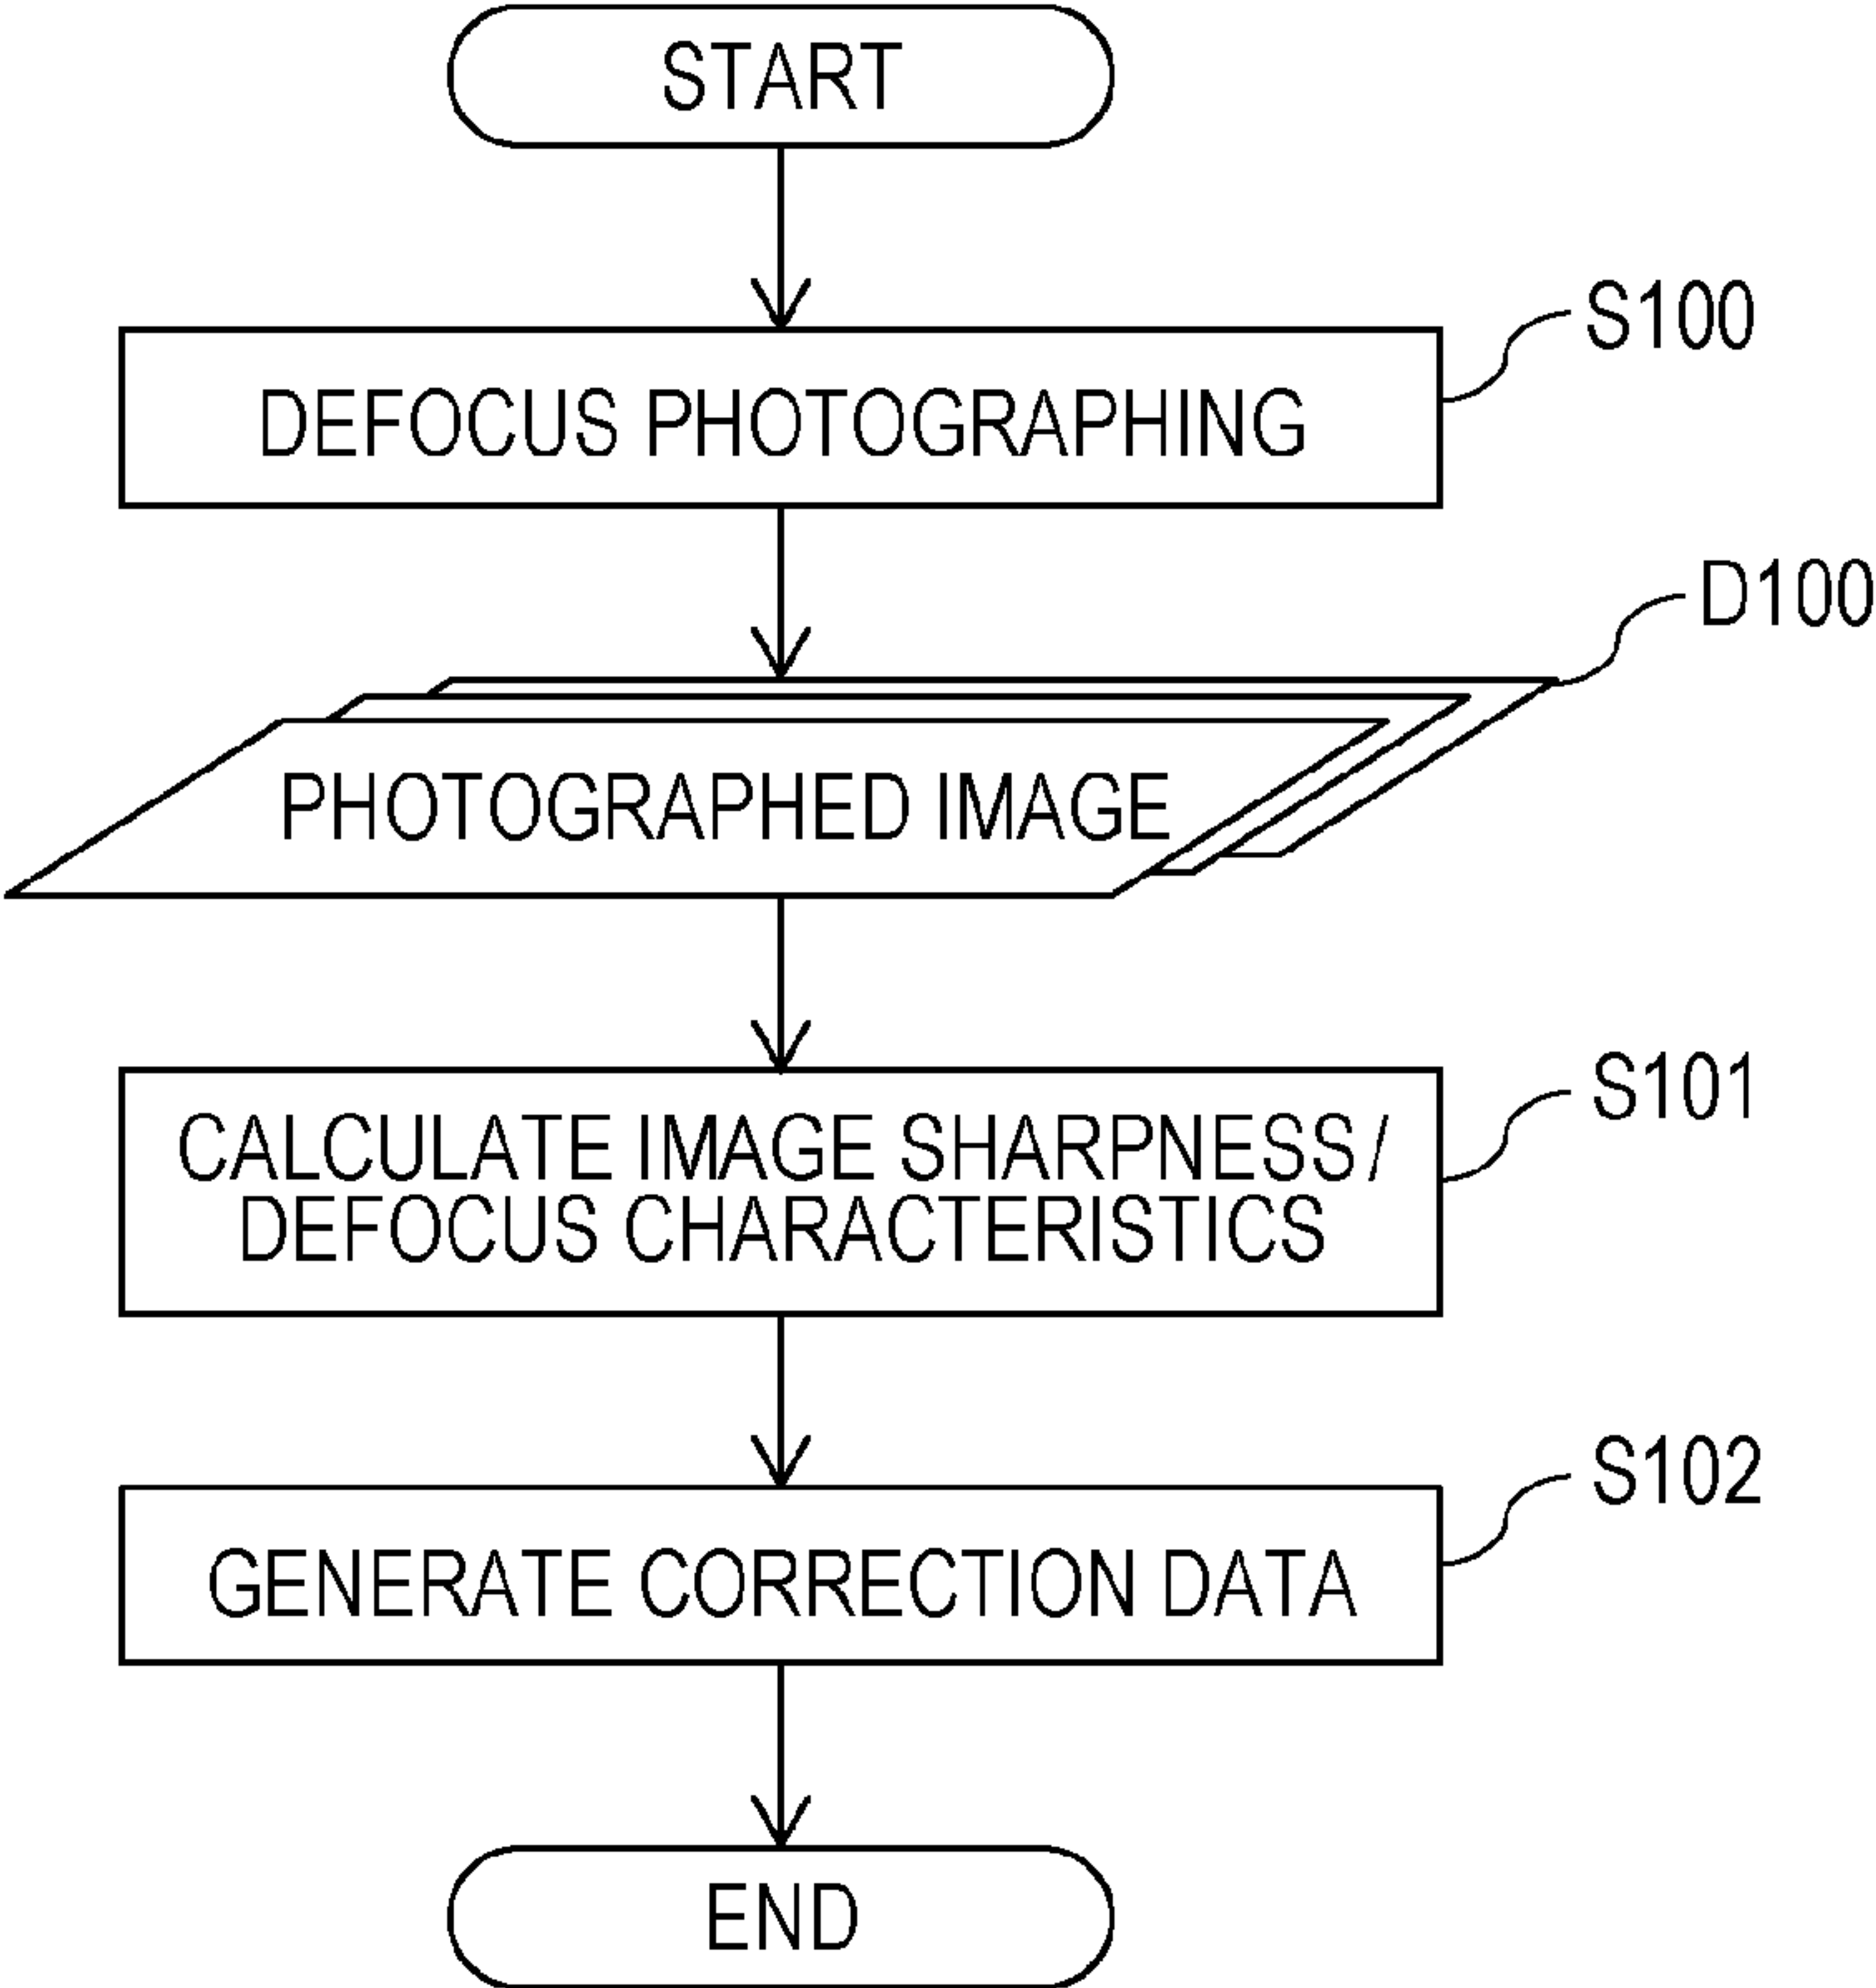 START
S100
DEFOCUS PHOTOGRAPHING
D100
PHOTOGRAPHED IMAGE
S101
CALCULATE IMAGE SHARPNESS /
DEFOCUS CHARACTERISTICS
S102
GENERATE CORRECTION DATA
END